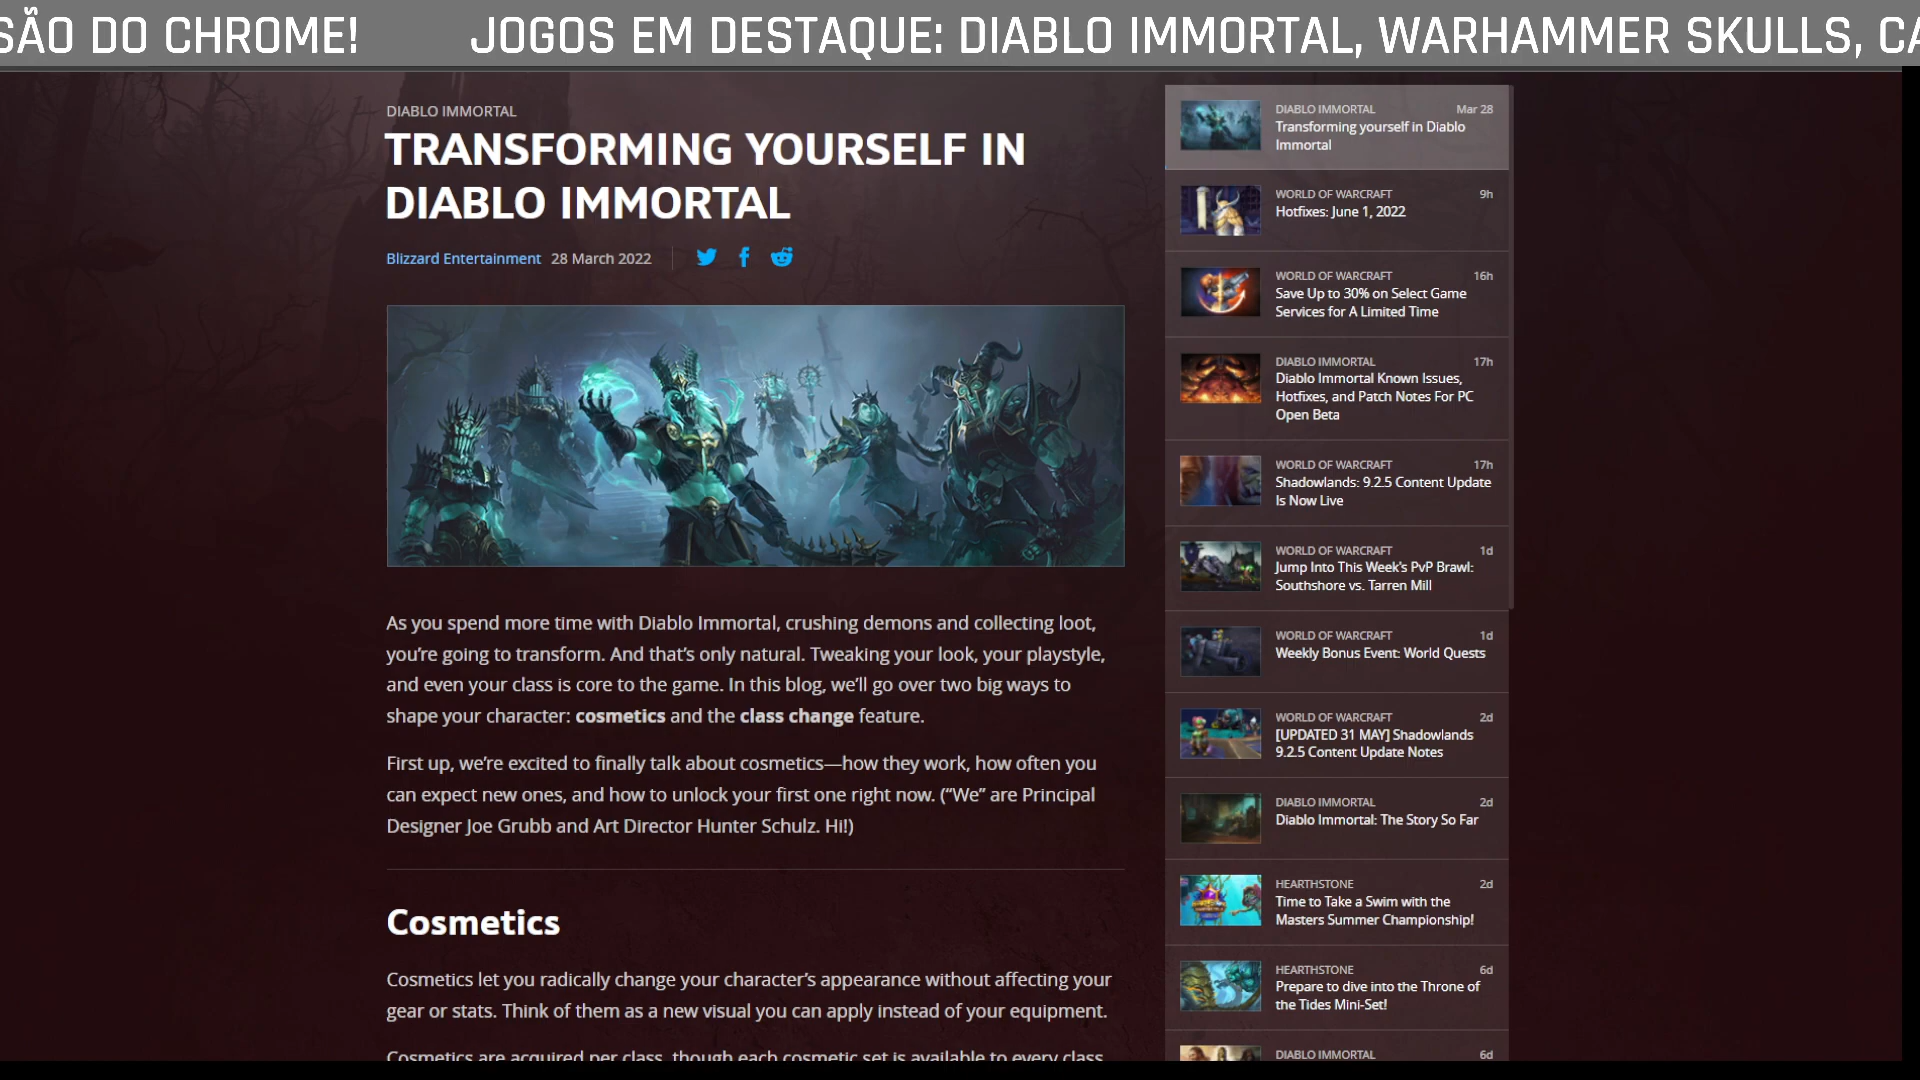 SÃO DO CHROME! JOGOS EM DESTAQUE: DIABLO IMMORTAL, WARHAMMER SKULLS, CA
DIABLO IMMORTAL
TRANSFORMING YOURSELF IN
DIABLO IMMORTAL
Blizzard Entertainment 28 March 2022
As you spend more time with Diablo Immortal, crushing demons and collecting loot,
you’re going to transform. And that’s only natural. Tweaking your look, your playstyle,
and even your class is core to the game. In this blog, we’ll go over two big ways to
shape your character: cosmetics and the class change feature.
First up, we’re excited to finally talk about cosmetics—how they work, how often you
can expect new ones, and how to unlock your first one right now. (“We” are Principal
Designer Joe Grubb and Art Director Hunter Schulz. Hi!)
Cosmetics
Cosmetics let you radically change your character’s appearance without affecting your
gear or stats. Think of them as a new visual you can apply instead of your equipment.
Cosmetics are acquired per class, though each cosmetic set is available to every class
DIABLO IMMORTAL Mar 28
Transforming yourself in Diablo
Immortal
WORLD OF WARCRAFT 9h
Hotfixes: June 1, 2022
WORLD OF WARCRAFT 16h
Save Up to 30% on Select Game
Services for A Limited Time
DIABLO IMMORTAL 17h
Diablo Immortal Known Issues,
Hotfixes, and Patch Notes For PC
Open Beta
WORLD OF WARCRAFT 17h
Shadowlands: 9.2.5 Content Update
Is Now Live
WORLD OF WARCRAFT 1d
Jump Into This Week's PvP Brawl:
Southshore vs. Tarren Mill
WORLD OF WARCRAFT 1d
Weekly Bonus Event: World Quests
WORLD OF WARCRAFT 2d
[UPDATED 31 MAY] Shadowlands
9.2.5 Content Update Notes
DIABLO IMMORTAL 2d
Diablo Immortal: The Story So Far
HEARTHSTONE 2d
Time to Take a Swim with the
Masters Summer Championship!
HEARTHSTONE 6d
Prepare to dive into the Throne of
the Tides Mini-Set!
DIABLO IMMORTAL 6d